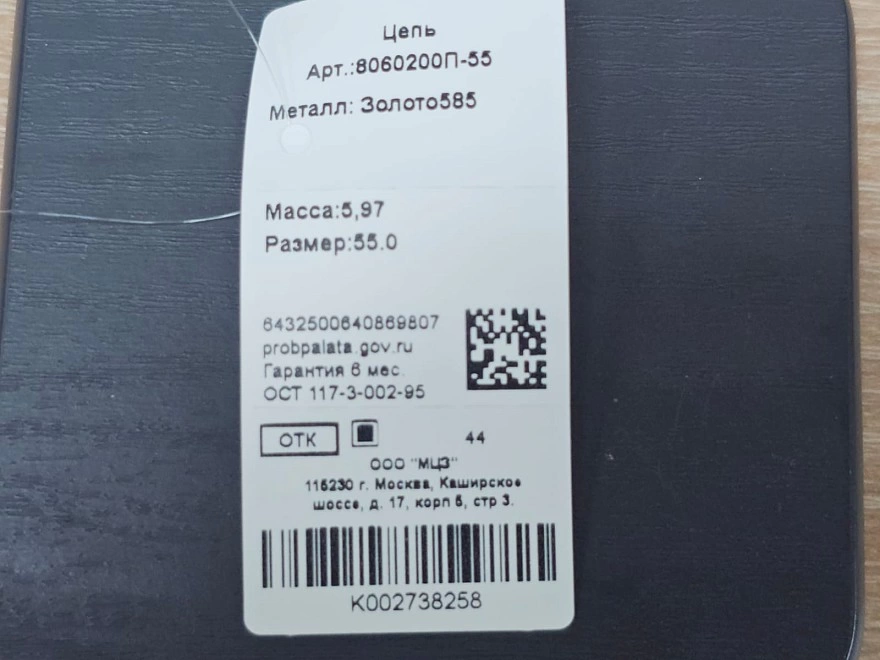 Цепь
Арт.:8060200П-55
Металл: Золото585
Масса:5,97
Размер:55.0
6432500640869807
probpalata.gov.ru
Гарантия 6 мес.
ОСТ 117-3-002-95
ОТК 44
ООО "МЦЗ"
115230 г. Москва, Каширское
шоссе, д. 17, корп 5, стр 3.
K002738258